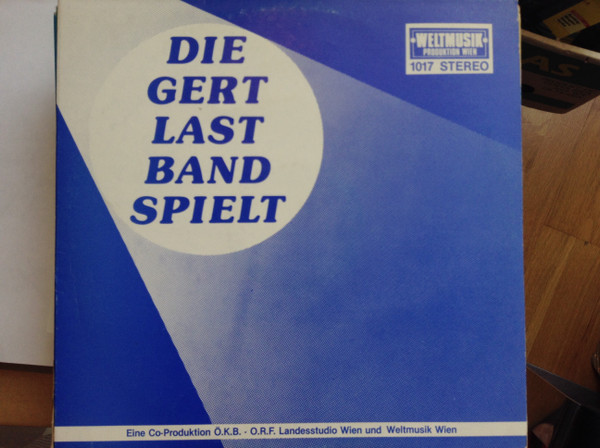 DIE
GERT
LAST
BAND
SPIELT
WELTMUSIK
PRODUKTION WIEN
1017 STEREO
Eine Co-Produktion Ö.K.B. - O.R.F. Landesstudio Wien und Weltmusik Wien